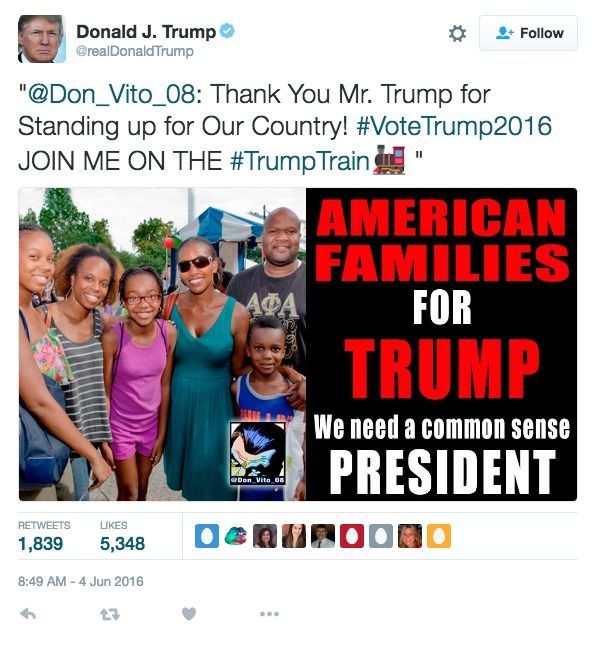 Donald J. Trump
@realDonaldTrump
Follow
"@Don_Vito_08: Thank You Mr. Trump for
Standing up for Our Country! #VoteTrump2016
JOIN ME ON THE #TrumpTrain🚂 "
ΑΦΑ
@Don_Vito_08
AMERICAN
FAMILIES
FOR
TRUMP
We need a common sense
PRESIDENT
RETWEETS LIKES
1,839 5,348
8:49 AM - 4 Jun 2016